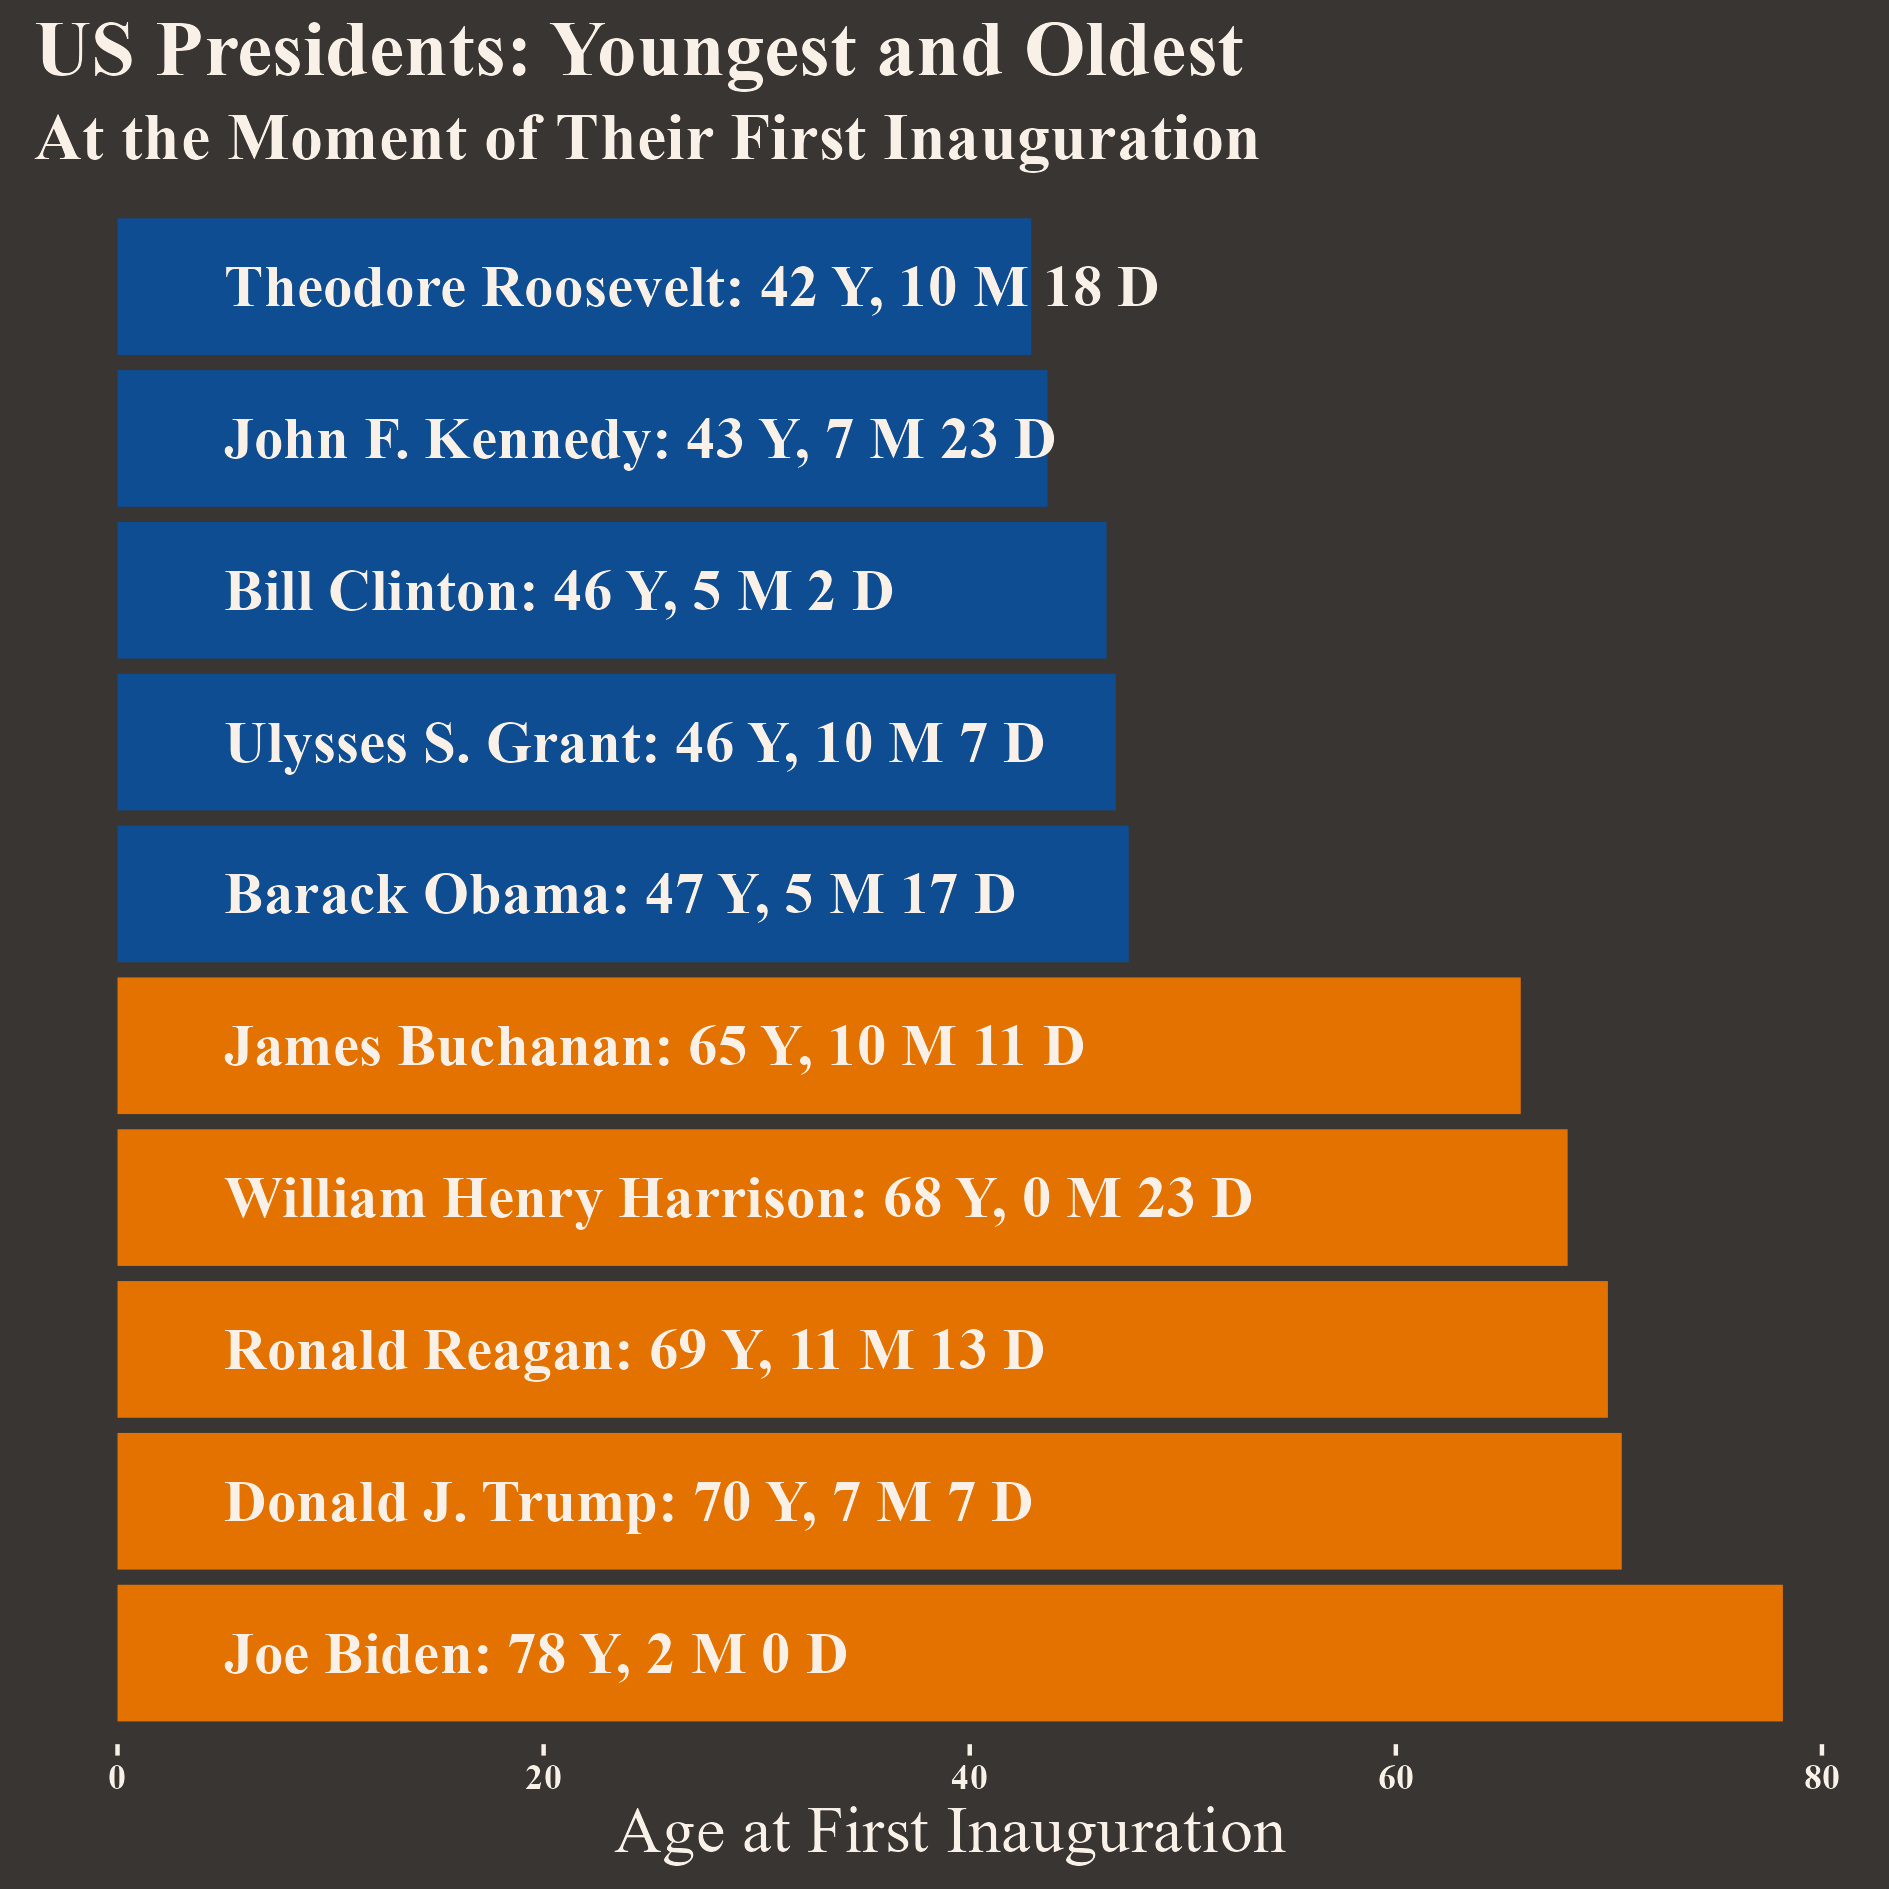 US Presidents: Youngest and Oldest
At the Moment of Their First Inauguration
Theodore Roosevelt: 42 Y, 10 M 18 D
John F. Kennedy: 43 Y, 7 M 23 D
Bill Clinton: 46 Y, 5 M 2 D
Ulysses S. Grant: 46 Y, 10 M 7 D
Barack Obama: 47 Y, 5 M 17 D
James Buchanan: 65 Y, 10 M 11 D
William Henry Harrison: 68 Y, 0 M 23 D
Ronald Reagan: 69 Y, 11 M 13 D
Donald J. Trump: 70 Y, 7 M 7 D
Joe Biden: 78 Y, 2 M 0 D
0 20 40 60 80
Age at First Inauguration